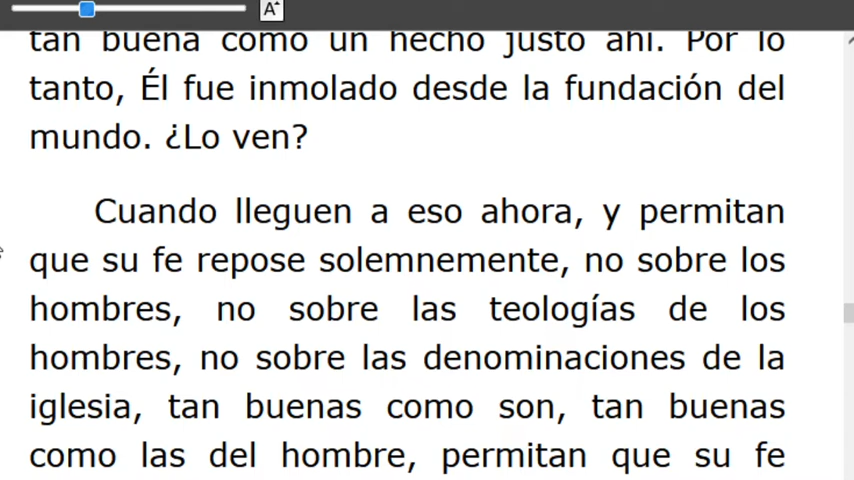 A
tan buena como un hecho justo ahí. Por lo
tanto, Él fue inmolado desde la fundación del
mundo. ¿Lo ven?
Cuando lleguen a eso ahora, y permitan
que su fe repose solemnemente, no sobre los
hombres, no sobre las teologías de los
hombres, no sobre las denominaciones de la
iglesia, tan buenas como son, tan buenas
como las del hombre, permitan que su fe